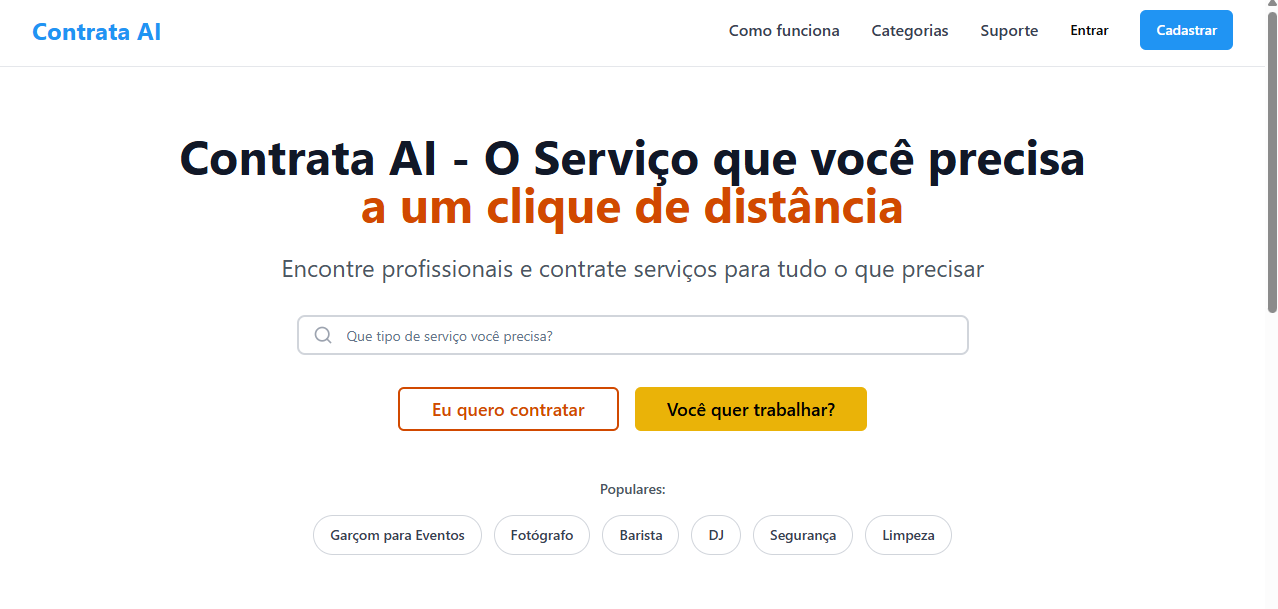 Contrata AI
Como funciona
Categorias
Suporte
Entrar
Cadastrar
Contrata AI - O Serviço que você precisa
a um clique de distância
Encontre profissionais e contrate serviços para tudo o que precisar
Que tipo de serviço você precisa?
Eu quero contratar
Você quer trabalhar?
Populares:
Garçom para Eventos
Fotógrafo
Barista
DJ
Segurança
Limpeza